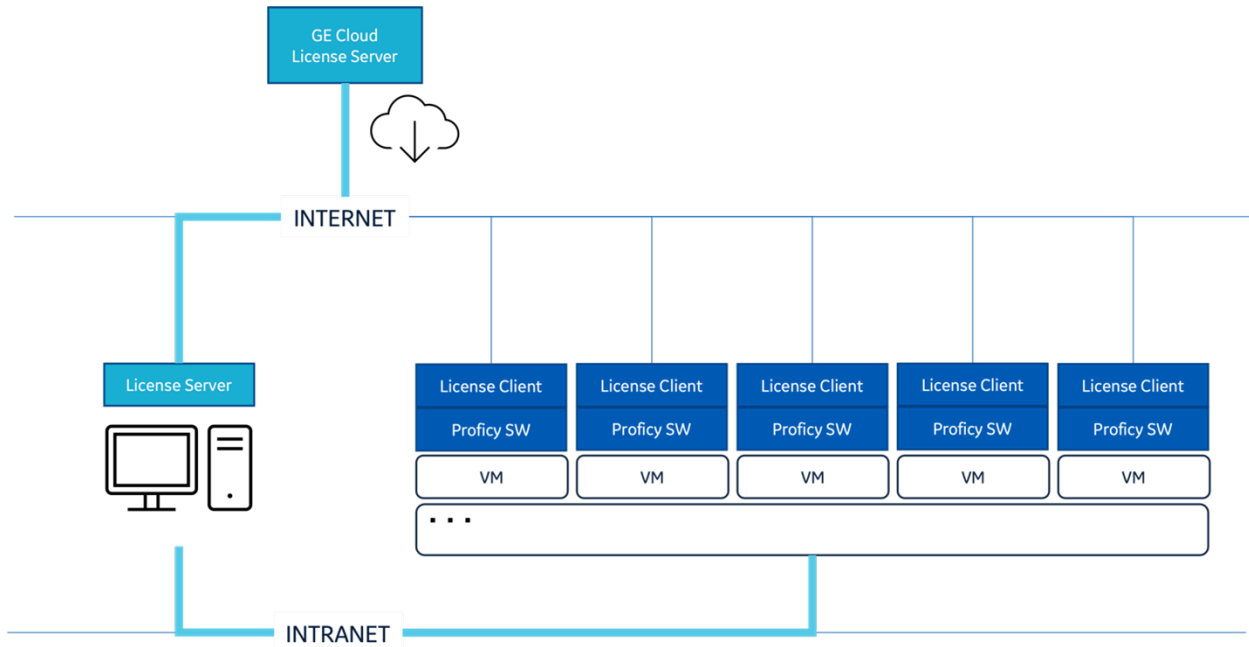 GE Cloud
License Server
INTERNET
License Server
License Client
License Client
License Client
License Client
License Client
Proficy SW
Proficy SW
Proficy SW
Proficy SW
Proficy SW
VM
VM
VM
VM
VM
...
INTRANET